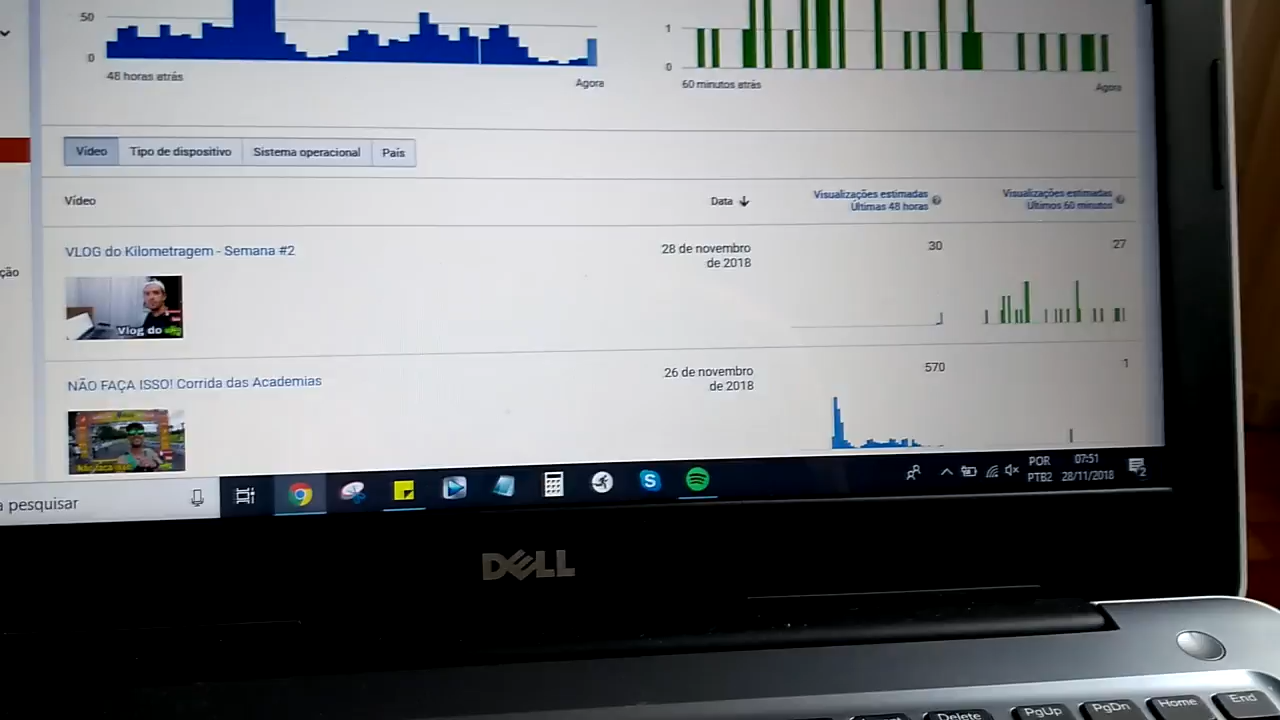 50
0
48 horas atrás
Agora
1
0
60 minutos atrás
Agora
Vídeo
Tipo de dispositivo
Sistema operacional
País
Vídeo
Data
Visualizações estimadas
Últimas 48 horas
Visualizações estimadas
Últimos 60 minutos
ção
VLOG do Kilometragem - Semana #2
28 de novembro
de 2018
30
27
Vlog do
NÃO FAÇA ISSO! Corrida das Academias
26 de novembro
de 2018
570
1
a pesquisar
POR
PTB2
07:51
28/11/2018
2
DELL
Delete
PgUp
PgDn
Home
End